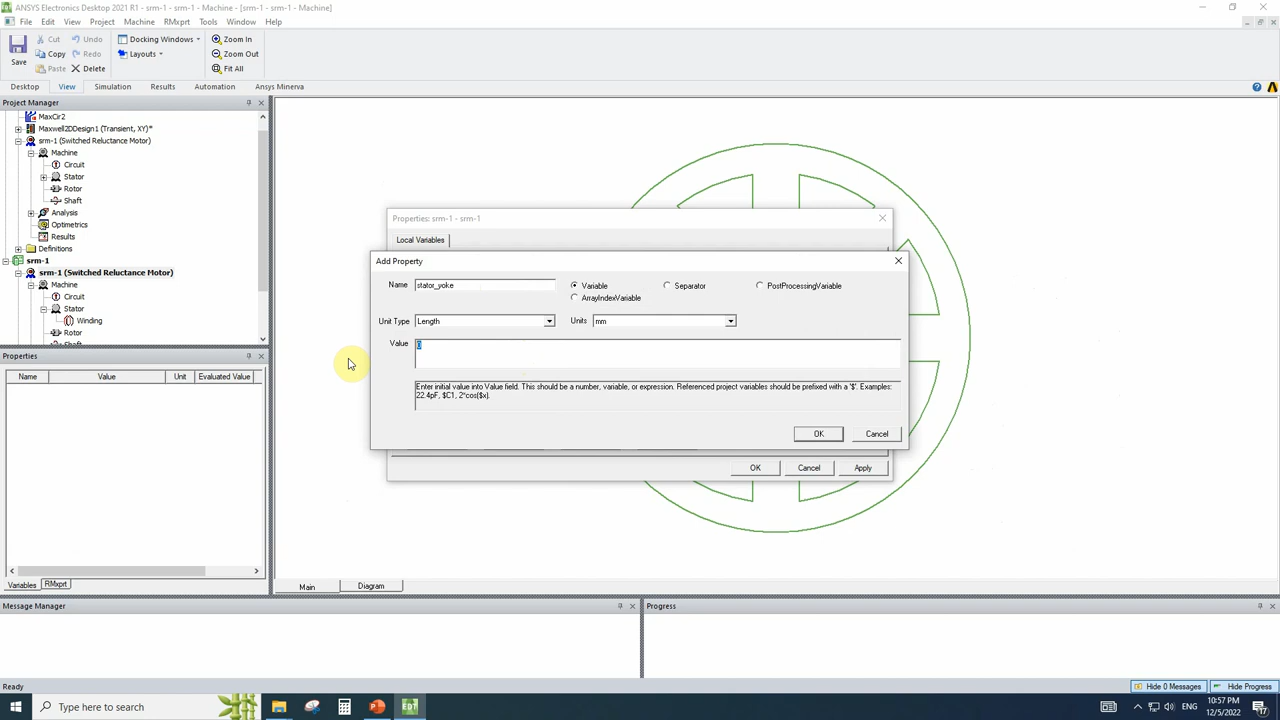 ANSYS Electronics Desktop 2021 R1 - srm-1 - srm-1 - Machine - [srm-1 - srm-1 - Machine]
File Edit View Project Machine RMxprt Tools Window Help
Save
Cut Undo
Copy Redo
Paste Delete
Docking Windows
Layouts
Zoom In
Zoom Out
Fit All
Desktop View Simulation Results Automation Ansys Minerva
Project Manager
MaxCir2
Maxwell2DDesign1 (Transient, XY)*
srm-1 (Switched Reluctance Motor)
Machine
Circuit
Stator
Rotor
Shaft
Analysis
Optimetrics
Results
Definitions
srm-1
srm-1 (Switched Reluctance Motor)
Machine
Circuit
Stator
Winding
Rotor
Shaft
Properties
Name Value Unit Evaluated Value
Variables RMxprt
Properties: srm-1 - srm-1
Local Variables
Add Property
Name stator_yoke
Variable Separator PostProcessingVariable
ArrayIndexVariable
Unit Type Length Units mm
Value 0
Enter initial value into Value field. This should be a number, variable, or expression. Referenced project variables should be prefixed with a '$'. Examples:
22.4pF, $C1, 2*cos($x).
OK Cancel
OK Cancel Apply
Main Diagram
Message Manager
Progress
Ready
Hide 0 Messages Hide Progress
Type here to search
EDT
ENG
10:57 PM
12/5/2022
17